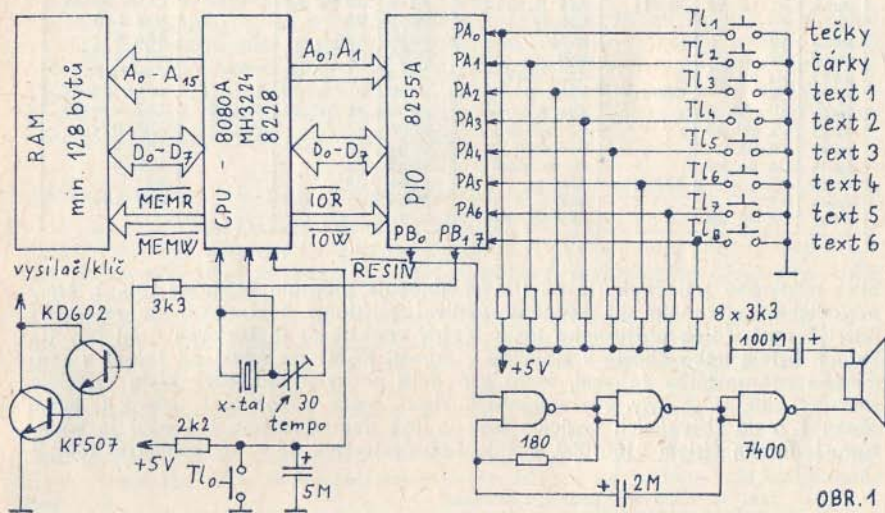 RAM
min. 128 bytů
A0 - A15
D0-D7
MEMR
MEMW
CPU - 8080A
MH3224
8228
A0, A1
D0-D7
IOR
IOW
PIO 8255A
PA0
PA1
PA2
PA3
PA4
PA5
PA6
7
PB0 PB1
Tl1 tečky
Tl2 čárky
Tl3 text 1
Tl4 text 2
Tl5 text 3
Tl6 text 4
Tl7 text 5
Tl8 text 6
RESIN
vysílač/klíč
KD602
3k3
KF507
x-tal
30
tempo
2k2
+5V
Tl0
+
5M
8 x 3k3
+5V
100M +
180
7400
+ 2M
OBR.1